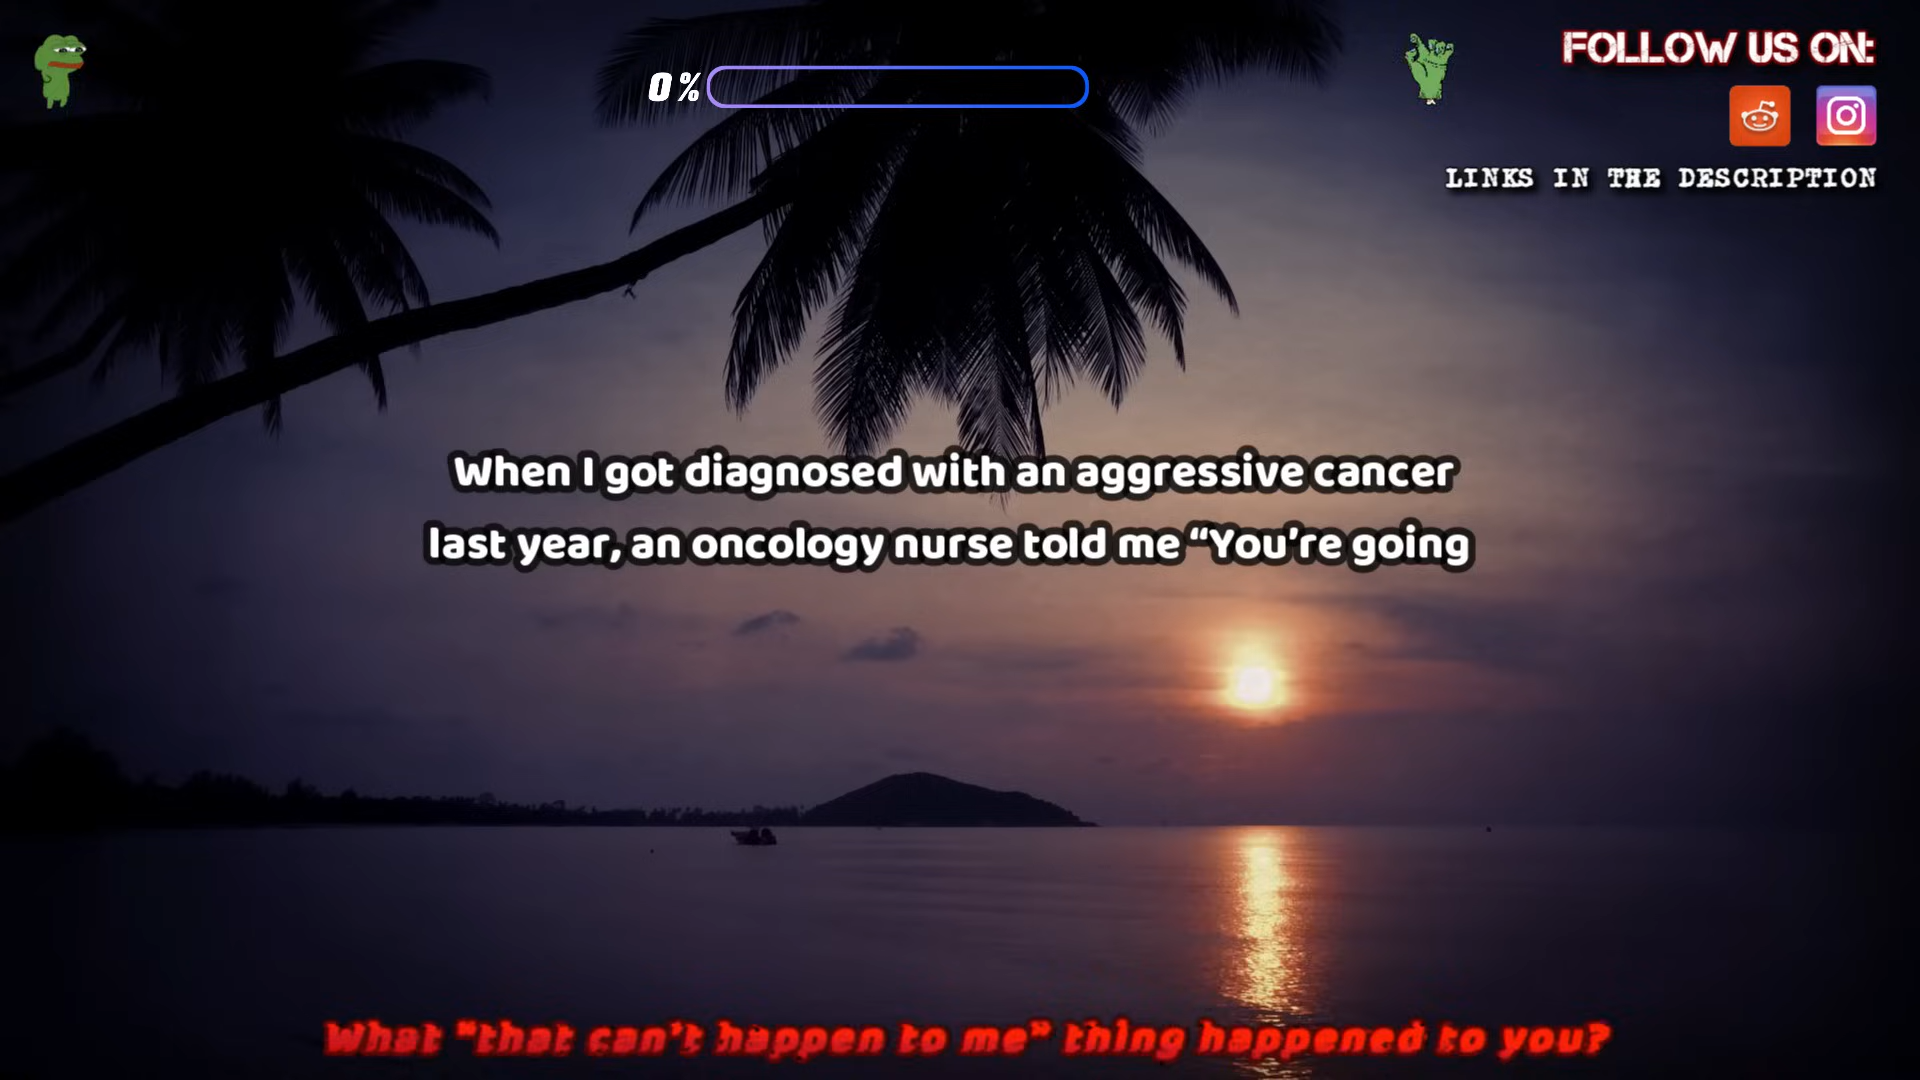 0%
FOLLOW US ON:
LINKS IN THE DESCRIPTION
When I got diagnosed with an aggressive cancer
last year, an oncology nurse told me “You’re going
What "that can't happen to me" thing happened to you?